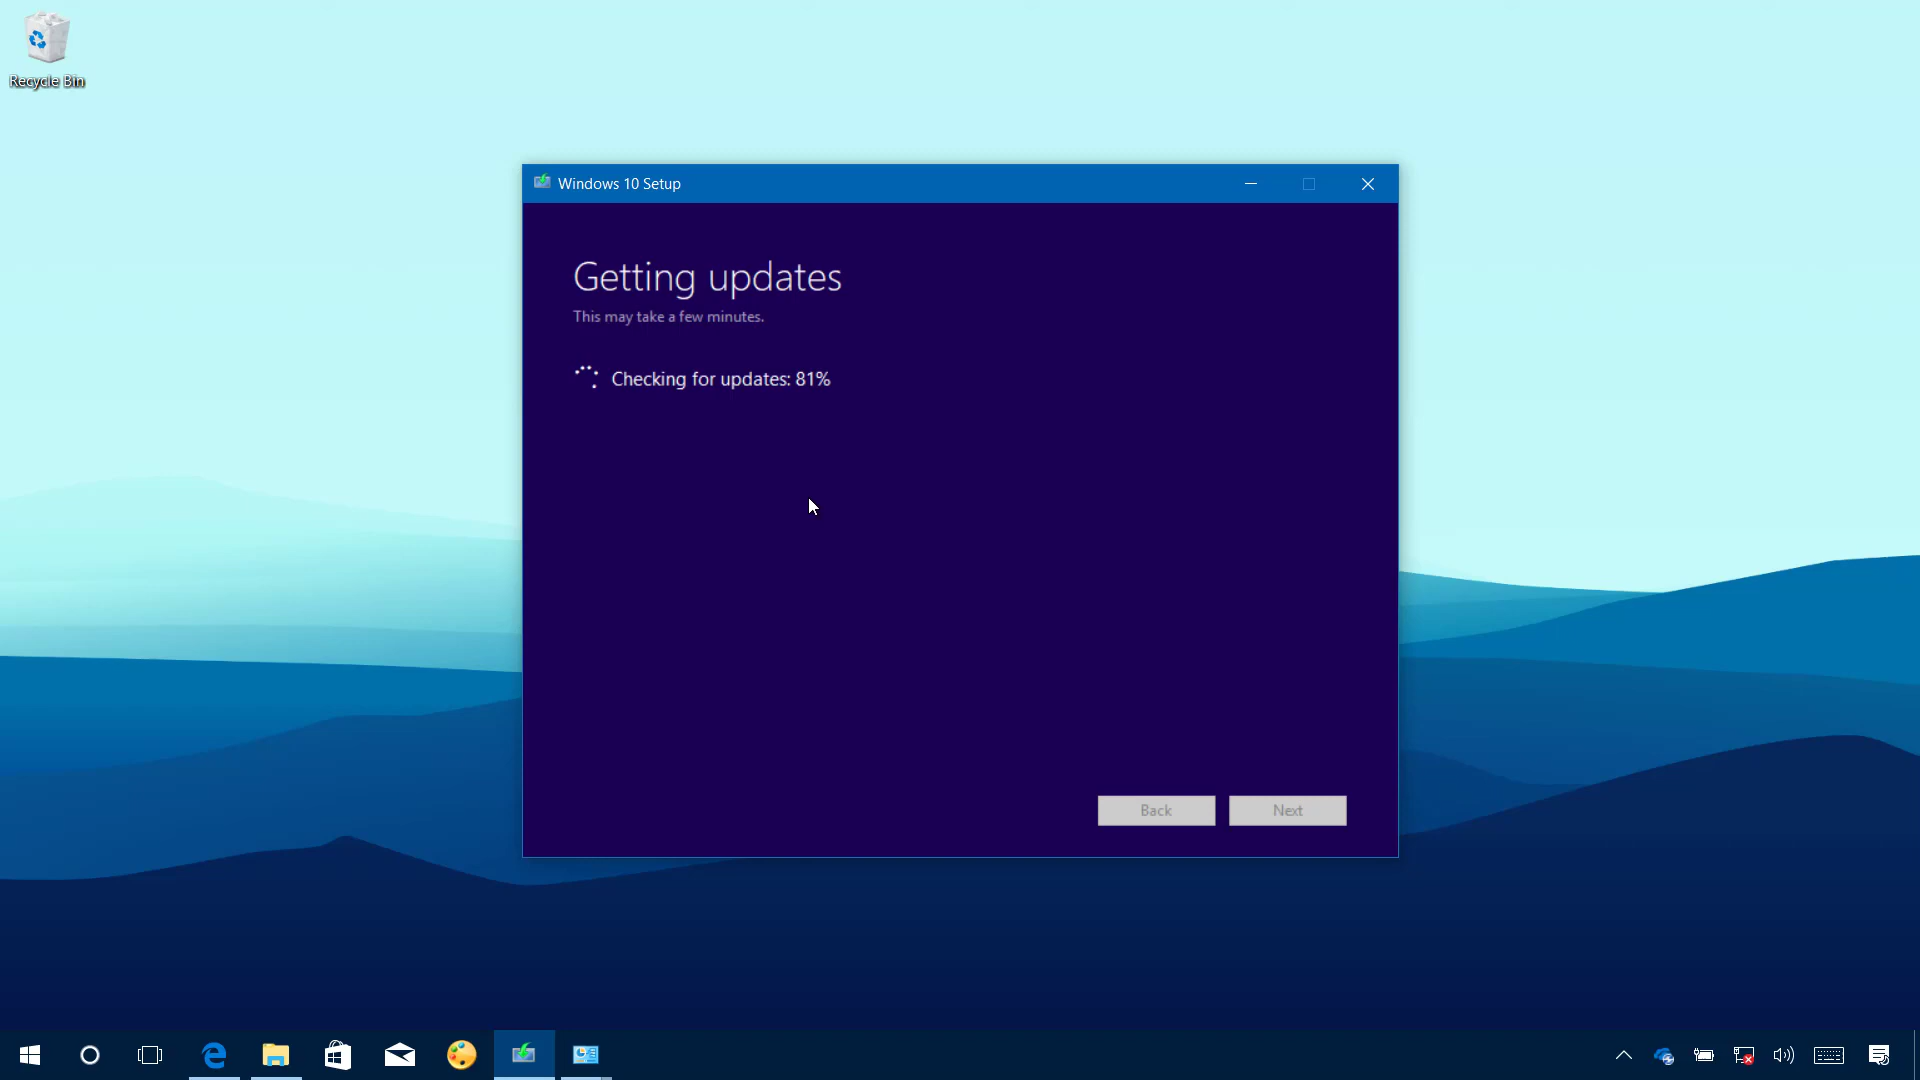 Recycle Bin
Windows 10 Setup
Getting updates
This may take a few minutes.
Checking for updates: 81%
Back
Next